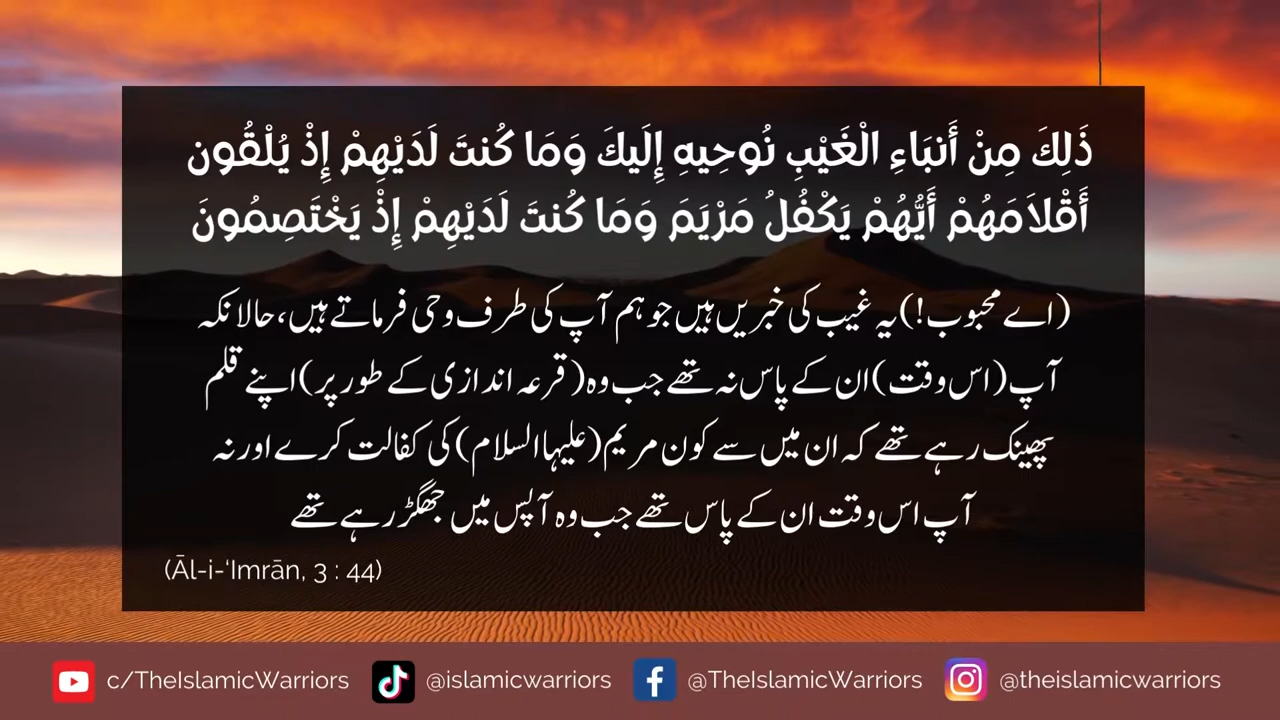 ذَلِكَ مِنْ أَنبَاءِ الْغَيْبِ نُوحِيهِ إِلَيكَ وَمَا كُنتَ لَدَيْهِمْ إِذْ يُلْقُون
أَقْلاَمَهُمْ أَيُّهُمْ يَكْفُلُ مَرْيَمَ وَمَا كُنتَ لَدَيْهِمْ إِذْ يَخْتَصِمُونَ
(اے محبوب!) یہ غیب کی خبریں ہیں جو ہم آپ کی طرف وحی فرماتے ہیں، حالانکہ
آپ (اس وقت) ان کے پاس نہ تھے جب وہ (قرعہ اندازی کے طور پر) اپنے قلم
پھینک رہے تھے کہ ان میں سے کون مریم (علیہا السلام) کی کفالت کرے اور نہ
آپ اس وقت ان کے پاس تھے جب وہ آپس میں جھگڑ رہے تھے
(Āl-i-‘Imrān, 3 : 44)
c/TheIslamicWarriors @islamicwarriors @TheIslamicWarriors @theislamicwarriors